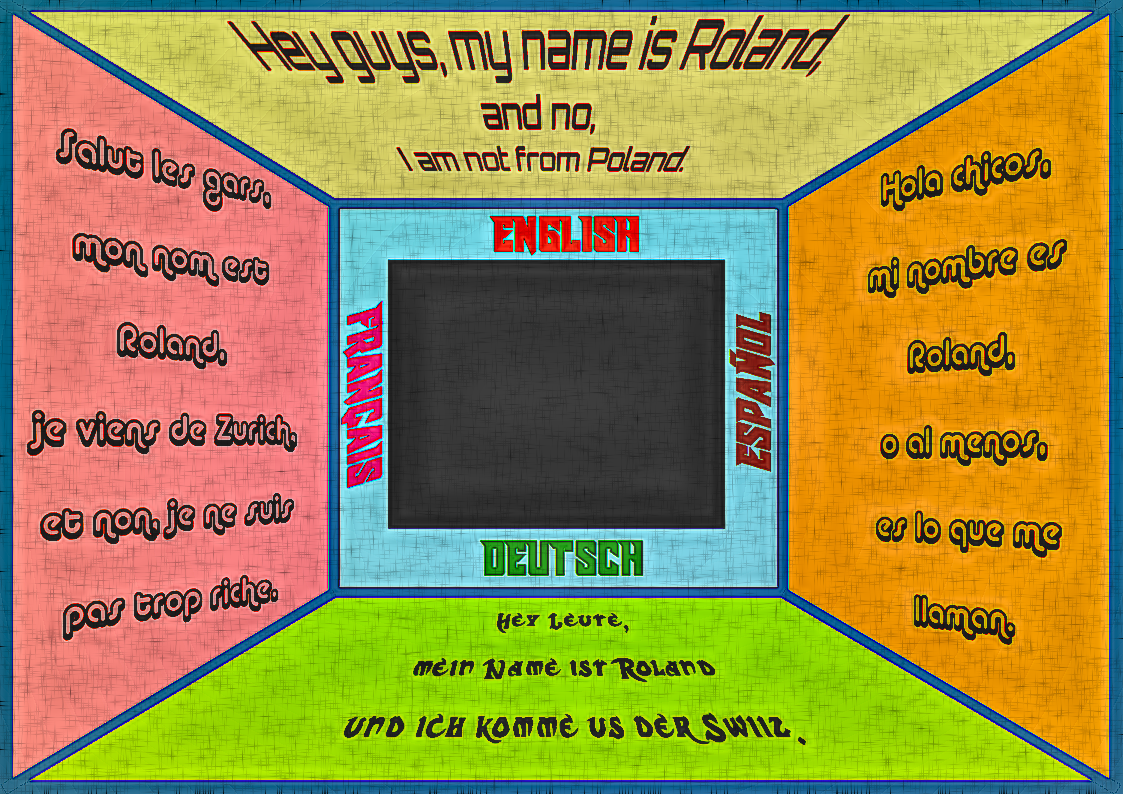 Hey guys, my name is Roland,
and no,
I am not from Poland.
Salut les gars.
mon nom est
Roland.
je viens de Zurich,
et non, je ne suis
pas trop riche.
ENGLISH
FRANÇAIS
ESPAÑOL
DEUTSCH
Hola chicos.
mi nombre es
Roland.
o al menos.
es lo que me
llaman.
Hey Leute,
mein Name ist Roland
und ich komme us der Swiiz.